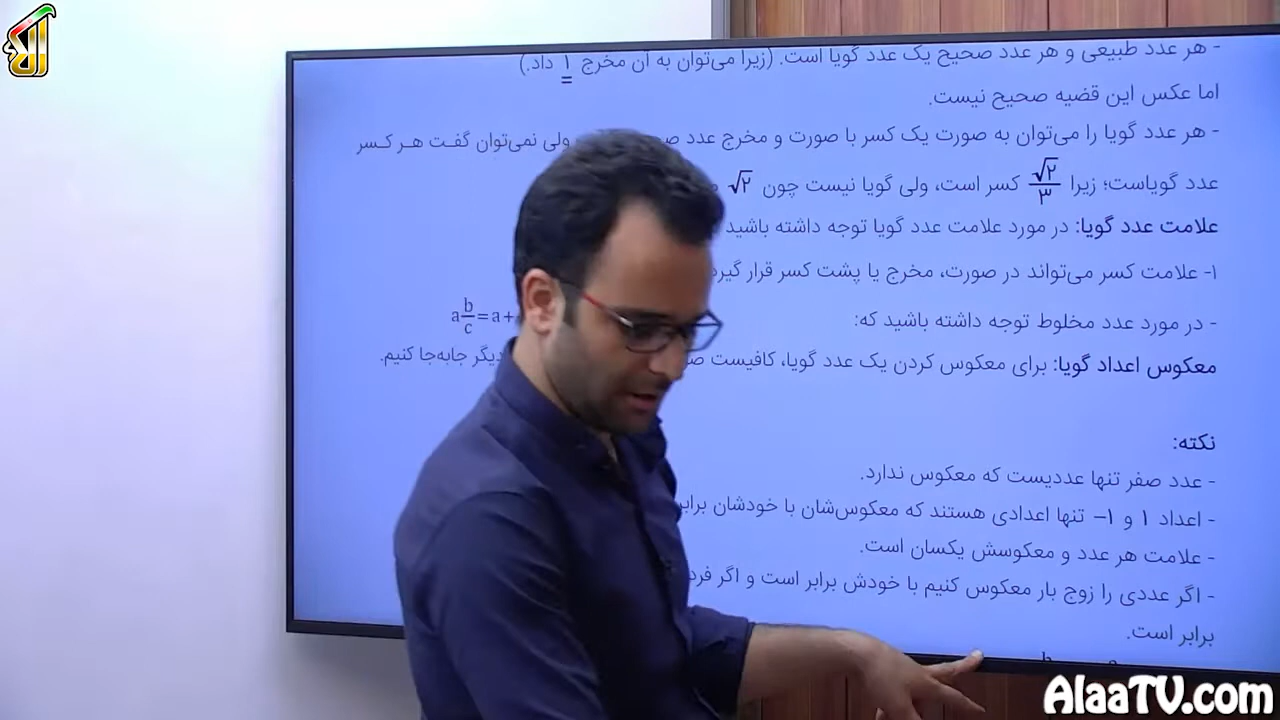 آلاء
- هر عدد طبیعی و هر عدد صحیح یک عدد گویا است. (زیرا می‌توان به آن مخرج ۱ داد.)
اما عکس این قضیه صحیح نیست.
- هر عدد گویا را می‌توان به صورت یک کسر با صورت و مخرج عدد ولی نمی‌توان گفت هر کسر
عدد گویاست؛ زیرا √۲/۳ کسر است، ولی گویا نیست چون √۲
علامت عدد گویا: در مورد علامت عدد گویا توجه داشته باشید
۱- علامت کسر می‌تواند در صورت، مخرج یا پشت کسر قرار گیرد
- در مورد عدد مخلوط توجه داشته باشید که: a b/c = a +
معکوس اعداد گویا: برای معکوس کردن یک عدد گویا، کافیست دیگر جابه‌جا کنیم.
نکته:
- عدد صفر تنها عددیست که معکوس ندارد.
- اعداد ۱ و ۱– تنها اعدادی هستند که معکوس‌شان با خودشان برابر
- علامت هر عدد و معکوسش یکسان است.
- اگر عددی را زوج بار معکوس کنیم با خودش برابر است و اگر فرد
برابر است.
AlaaTV.com